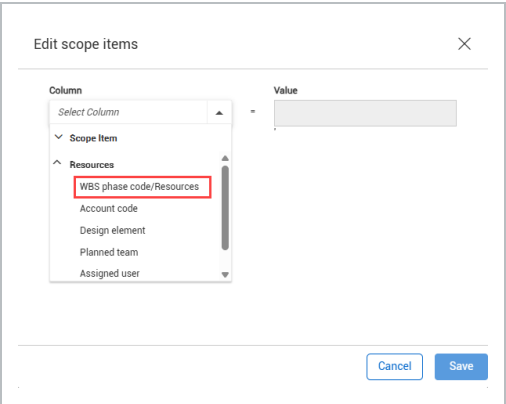 Edit scope items
Column
Value
Select Column
=
Scope Item
Resources
WBS phase code/Resources
Account code
Design element
Planned team
Assigned user
Cancel
Save